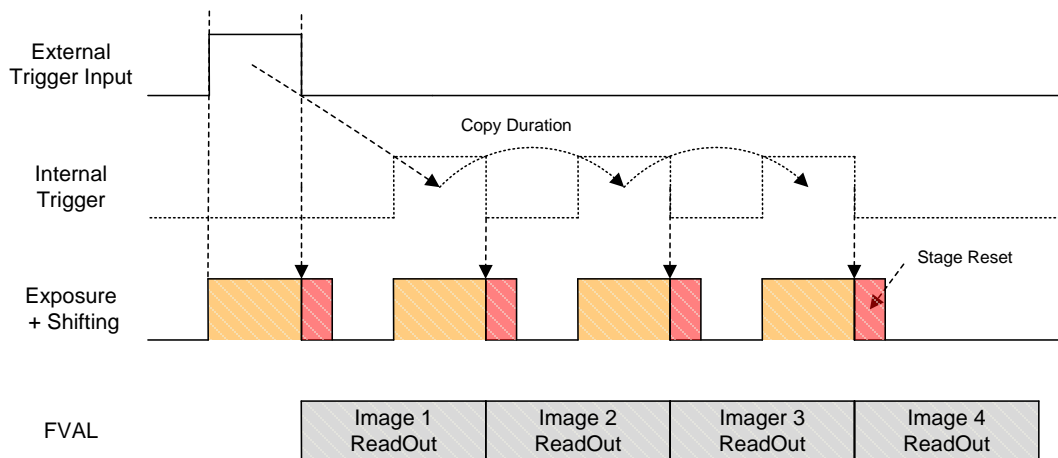 External
Trigger Input
Copy Duration
Internal
Trigger
Stage Reset
Exposure
+ Shifting
FVAL
Image 1
ReadOut
Image 2
ReadOut
Imager 3
ReadOut
Image 4
ReadOut